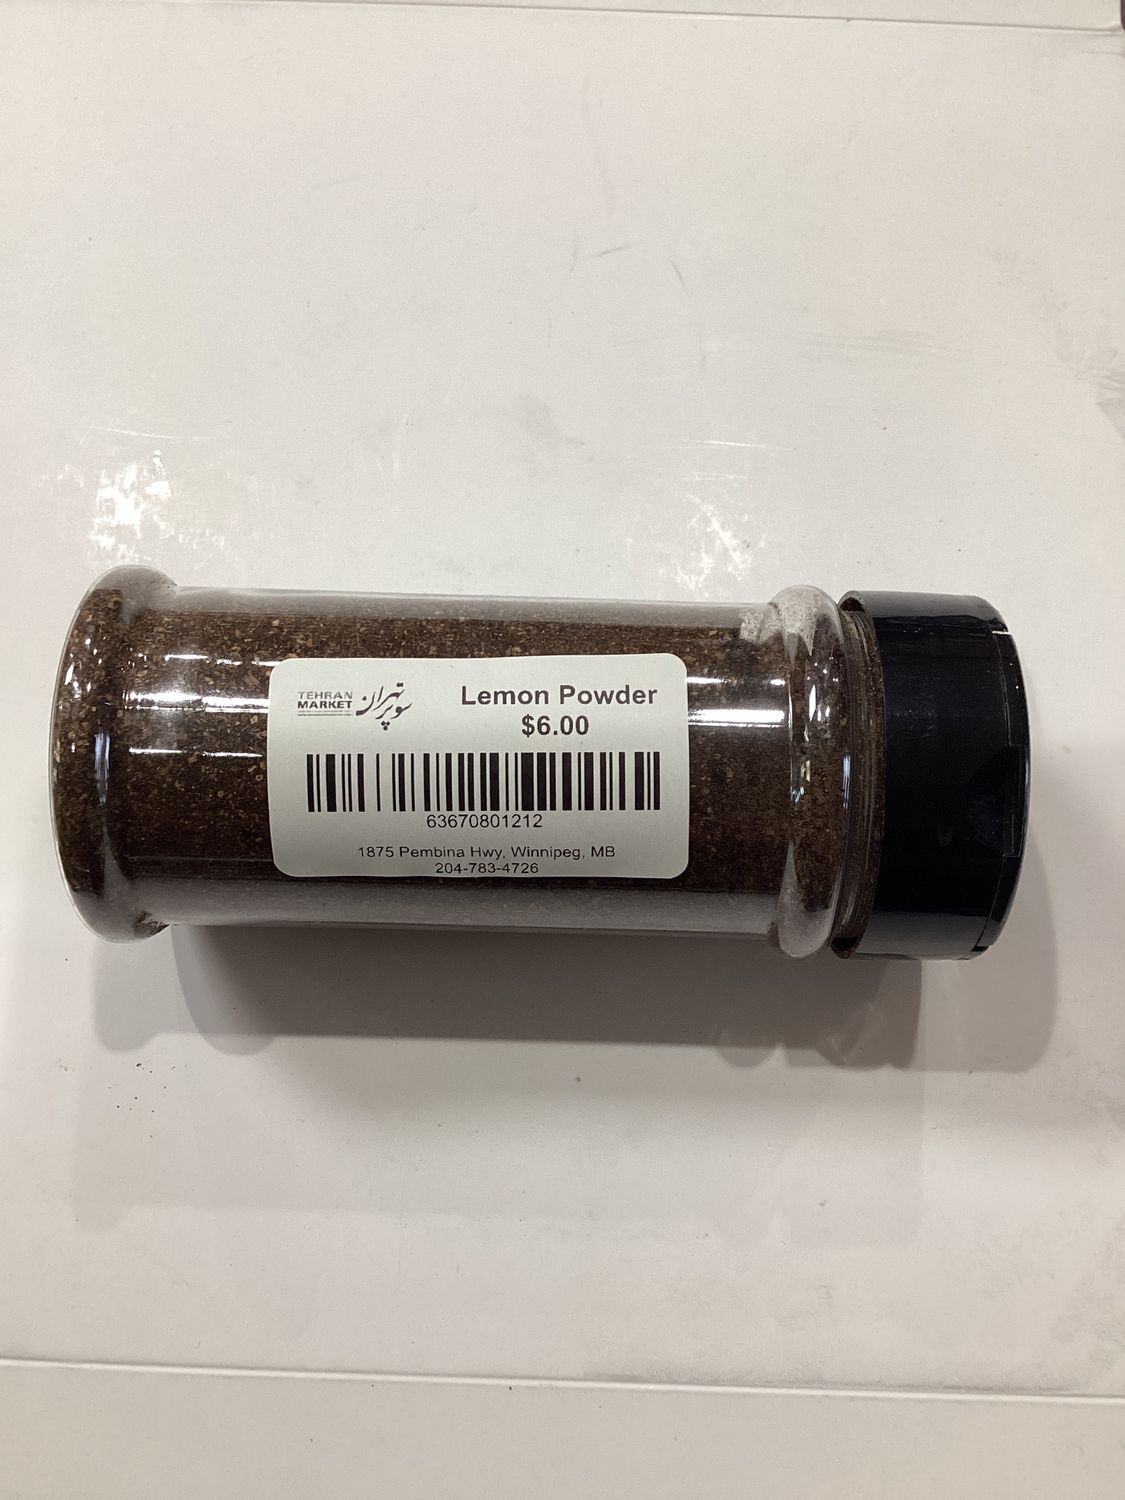 TEHRAN
MARKET
سوپر تهران
Lemon Powder
$6.00
63670801212
1875 Pembina Hwy, Winnipeg, MB
204-783-4726